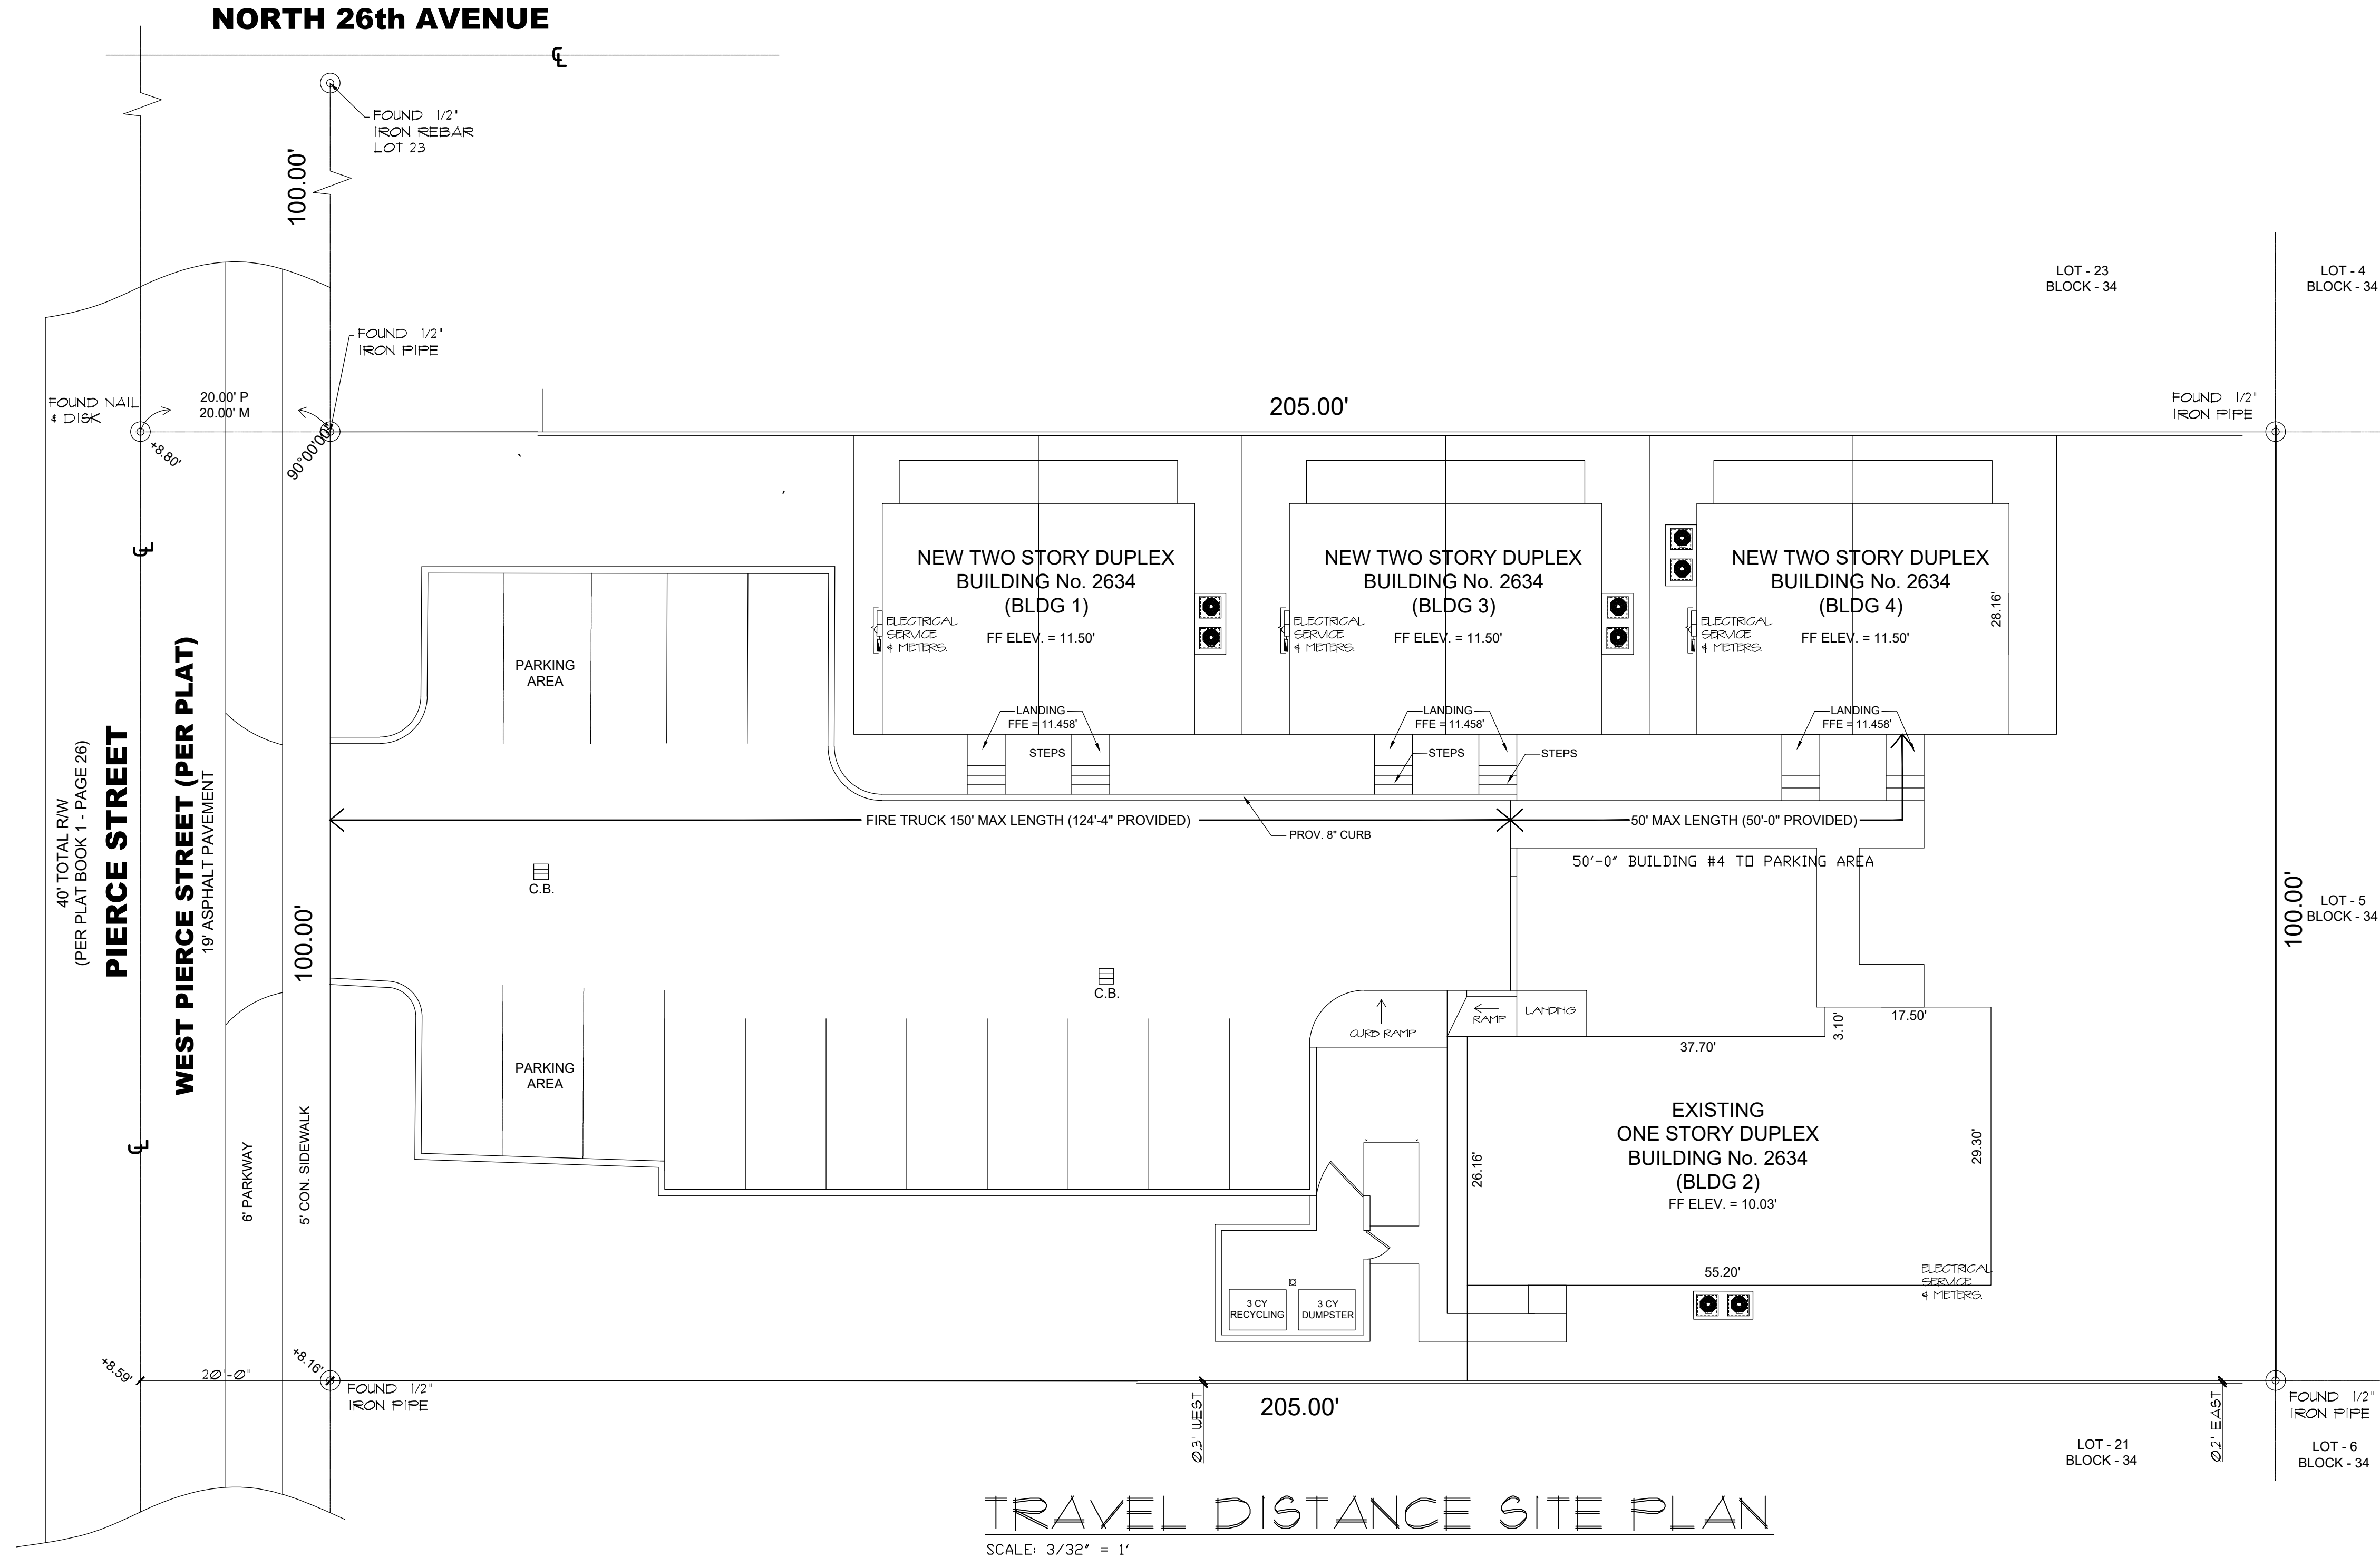 NORTH 26th AVENUE
℄
FOUND 1/2"
IRON REBAR
LOT 23
100.00'
LOT - 23
BLOCK - 34
LOT - 4
BLOCK - 34
FOUND 1/2"
IRON PIPE
FOUND NAIL
& DISK
20.00' P
20.00' M
+8.80'
90°00'00"
205.00'
FOUND 1/2"
IRON PIPE
℄
NEW TWO STORY DUPLEX
BUILDING No. 2634
(BLDG 1)
FF ELEV. = 11.50'
ELECTRICAL
SERVICE
& METERS.
LANDING
FFE = 11.458'
STEPS
NEW TWO STORY DUPLEX
BUILDING No. 2634
(BLDG 3)
FF ELEV. = 11.50'
ELECTRICAL
SERVICE
& METERS.
LANDING
FFE = 11.458'
STEPS
STEPS
NEW TWO STORY DUPLEX
BUILDING No. 2634
(BLDG 4)
FF ELEV. = 11.50'
28.16'
ELECTRICAL
SERVICE
& METERS.
LANDING
FFE = 11.458'
PARKING
AREA
40' TOTAL R/W
(PER PLAT BOOK 1 - PAGE 26)
PIERCE STREET
WEST PIERCE STREET (PER PLAT)
19' ASPHALT PAVEMENT
FIRE TRUCK 150' MAX LENGTH (124'-4" PROVIDED)
50' MAX LENGTH (50'-0" PROVIDED)
PROV. 8" CURB
50'-0" BUILDING #4 TO PARKING AREA
C.B.
100.00'
100.00'
LOT - 5
BLOCK - 34
C.B.
CURB RAMP
RAMP
LANDING
37.70'
3.10'
17.50'
PARKING
AREA
℄
6' PARKWAY
5' CON. SIDEWALK
26.16'
EXISTING
ONE STORY DUPLEX
BUILDING No. 2634
(BLDG 2)
FF ELEV. = 10.03'
29.30'
55.20'
ELECTRICAL
SERVICE
& METERS.
3 CY
RECYCLING
3 CY
DUMPSTER
+8.59'
20'-0"
+8.16'
FOUND 1/2"
IRON PIPE
0.3' WEST
205.00'
0.2' EAST
FOUND 1/2"
IRON PIPE
LOT - 21
BLOCK - 34
LOT - 6
BLOCK - 34
TRAVEL DISTANCE SITE PLAN
SCALE: 3/32" = 1'